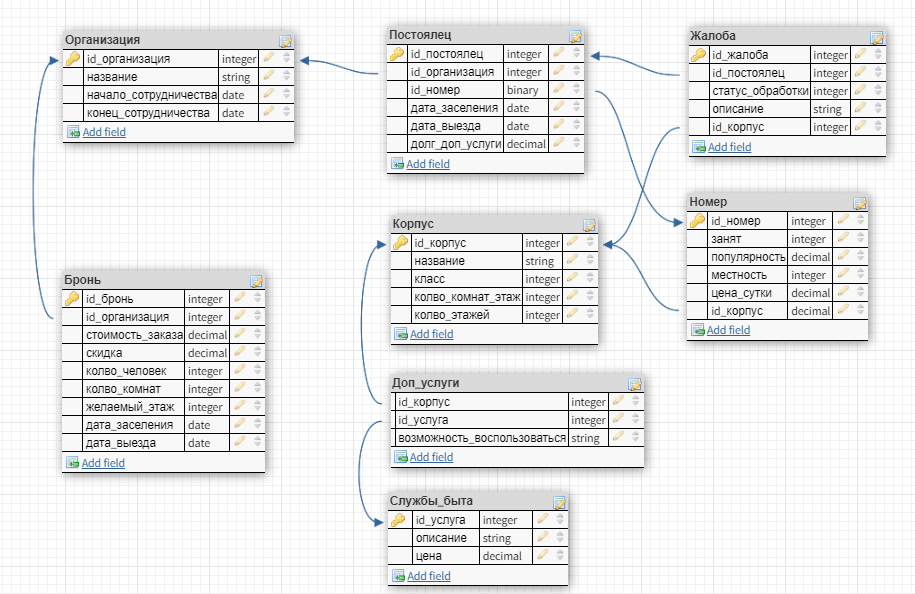 Организация
id_организация integer
название string
начало_сотрудничества date
конец_сотрудничества date
Add field
Постоялец
id_постоялец integer
id_организация integer
id_номер binary
дата_заселения date
дата_выезда date
долг_доп_услуги decimal
Add field
Жалоба
id_жалоба integer
id_постоялец integer
статус_обработки integer
описание string
id_корпус integer
Add field
Корпус
id_корпус integer
название string
класс integer
колво_комнат_этаж integer
колво_этажей integer
Add field
Номер
id_номер integer
занят integer
популярность decimal
местность integer
цена_сутки decimal
id_корпус decimal
Add field
Бронь
id_бронь integer
id_организация integer
стоимость_заказа decimal
скидка decimal
колво_человек integer
колво_комнат integer
желаемый_этаж integer
дата_заселения date
дата_выезда date
Add field
Доп_услуги
id_корпус integer
id_услуга integer
возможность_воспользоваться string
Add field
Службы_быта
id_услуга integer
описание string
цена decimal
Add field